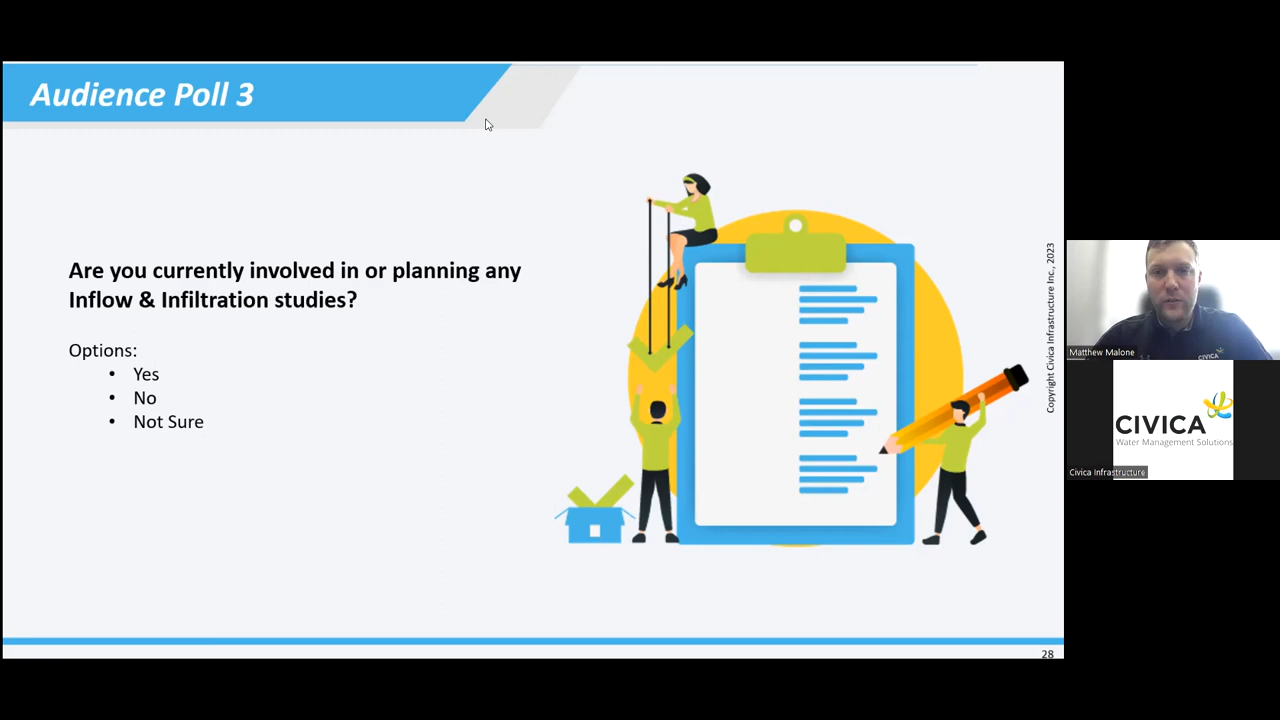 Audience Poll 3
Are you currently involved in or planning any
Inflow & Infiltration studies?
Options:
• Yes
• No
• Not Sure
Copyright Civica Infrastructure Inc., 2023
28
CIVICA
Matthew Malone
CIVICA
Water Management Solutions
Civica Infrastructure